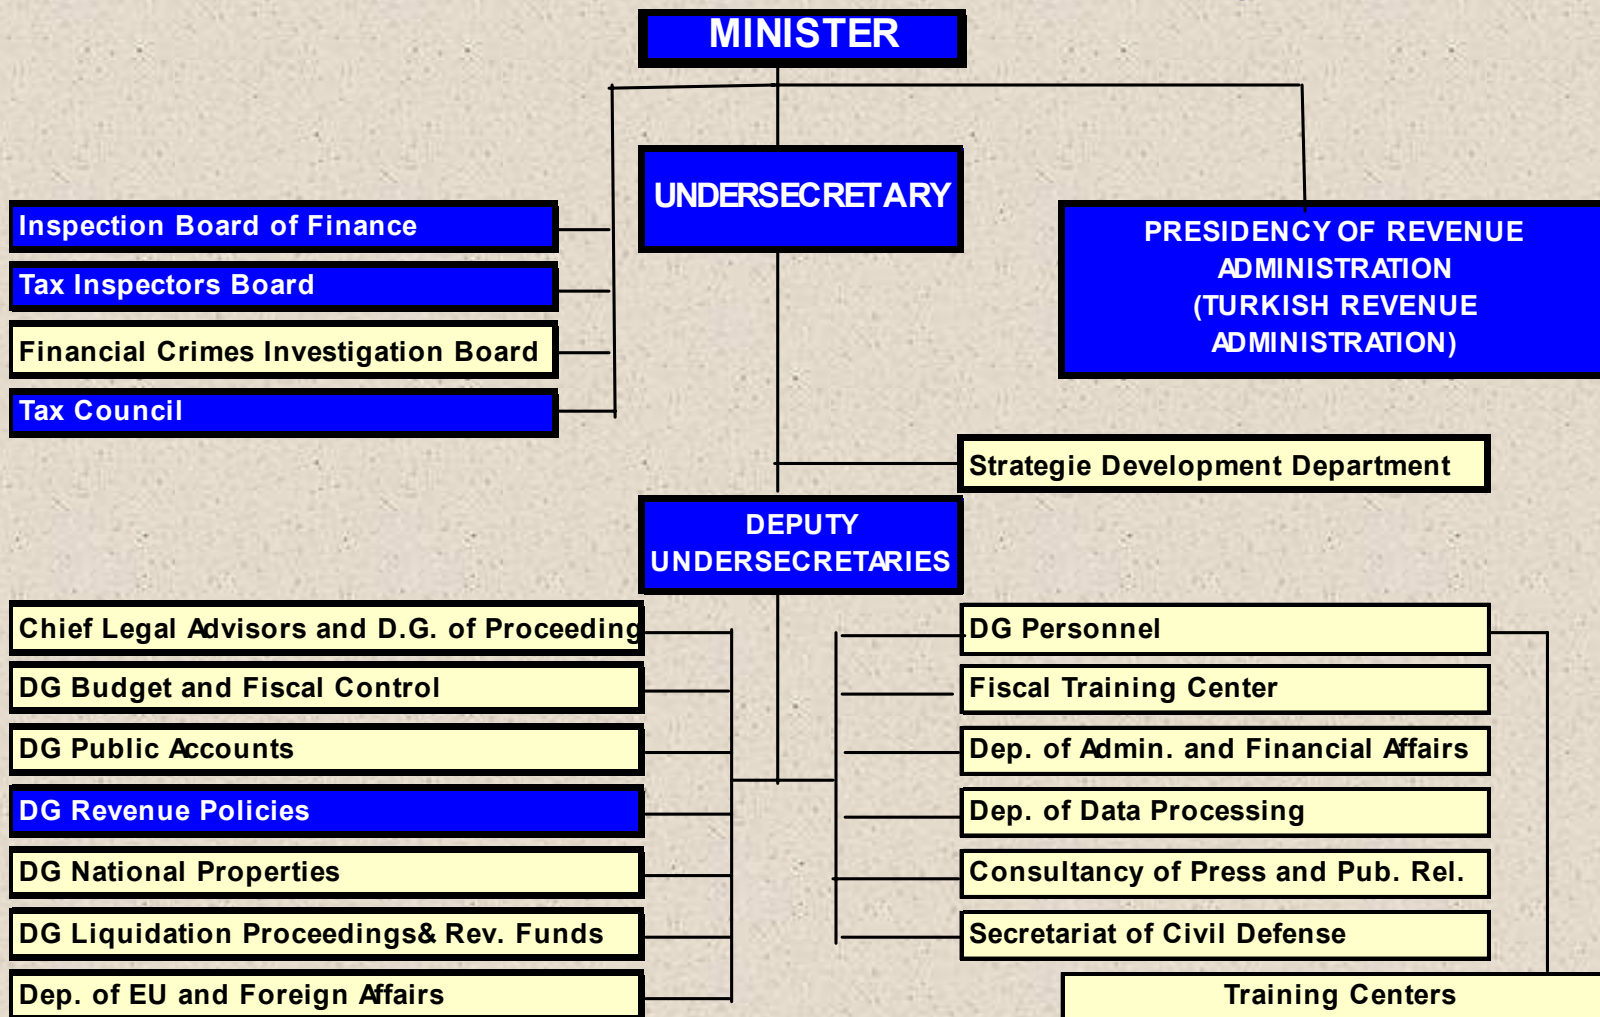 MINISTER
UNDERSECRETARY
Inspection Board of Finance
Tax Inspectors Board
Financial Crimes Investigation Board
Tax Council
PRESIDENCY OF REVENUE
ADMINISTRATION
(TURKISH REVENUE
ADMINISTRATION)
Strategie Development Department
DEPUTY
UNDERSECRETARIES
Chief Legal Advisors and D.G. of Proceeding
DG Budget and Fiscal Control
DG Public Accounts
DG Revenue Policies
DG National Properties
DG Liquidation Proceedings& Rev. Funds
Dep. of EU and Foreign Affairs
DG Personnel
Fiscal Training Center
Dep. of Admin. and Financial Affairs
Dep. of Data Processing
Consultancy of Press and Pub. Rel.
Secretariat of Civil Defense
Training Centers